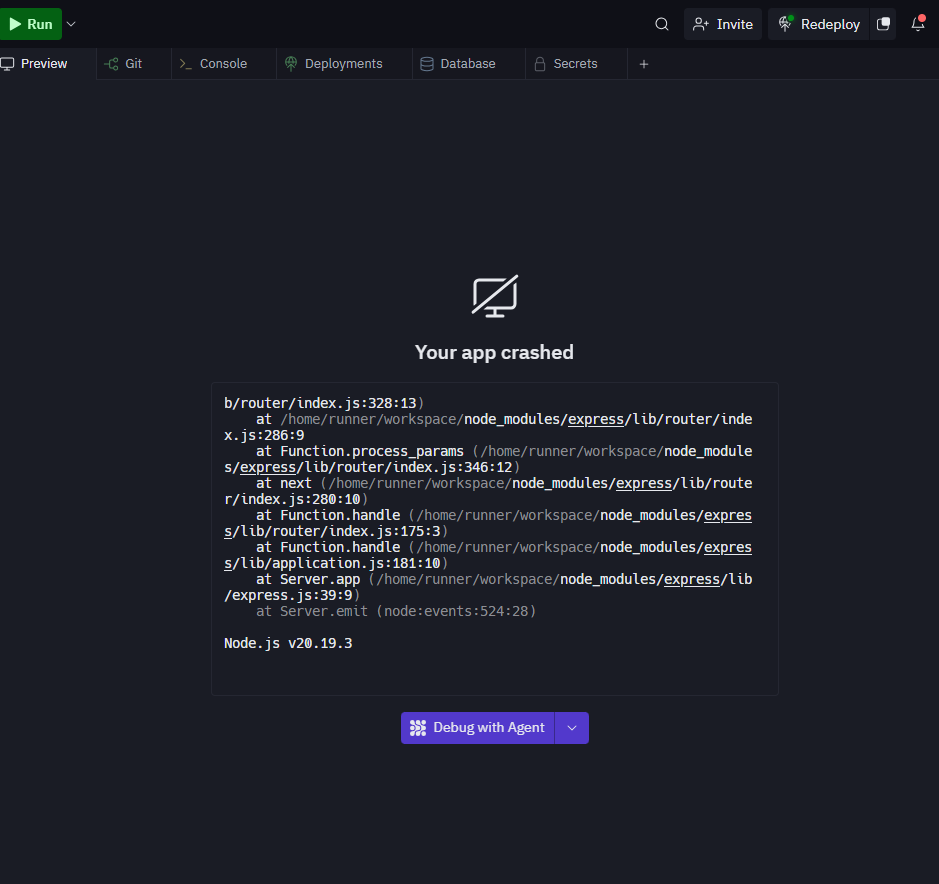 Run
Invite
Redeploy
Preview
Git
Console
Deployments
Database
Secrets
Your app crashed
b/router/index.js:328:13)
at /home/runner/workspace/node_modules/express/lib/router/inde
x.js:286:9
at Function.process_params (/home/runner/workspace/node_module
s/express/lib/router/index.js:346:12)
at next (/home/runner/workspace/node_modules/express/lib/route
r/index.js:280:10)
at Function.handle (/home/runner/workspace/node_modules/expres
s/lib/router/index.js:175:3)
at Function.handle (/home/runner/workspace/node_modules/expres
s/lib/application.js:181:10)
at Server.app (/home/runner/workspace/node_modules/express/lib
/express.js:39:9)
at Server.emit (node:events:524:28)
Node.js v20.19.3
Debug with Agent